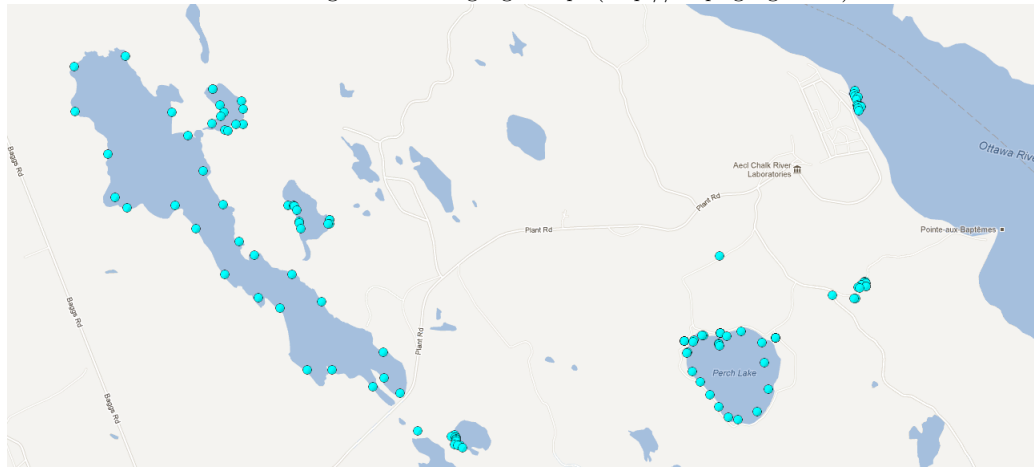 Aecl Chalk River
Laboratories
Ottawa River
Baggs Rd
Plant Rd
Plant Rd
Pointe-aux Baptêmes
Baggs Rd
Plant Rd
Perch Lake
Baggs Rd